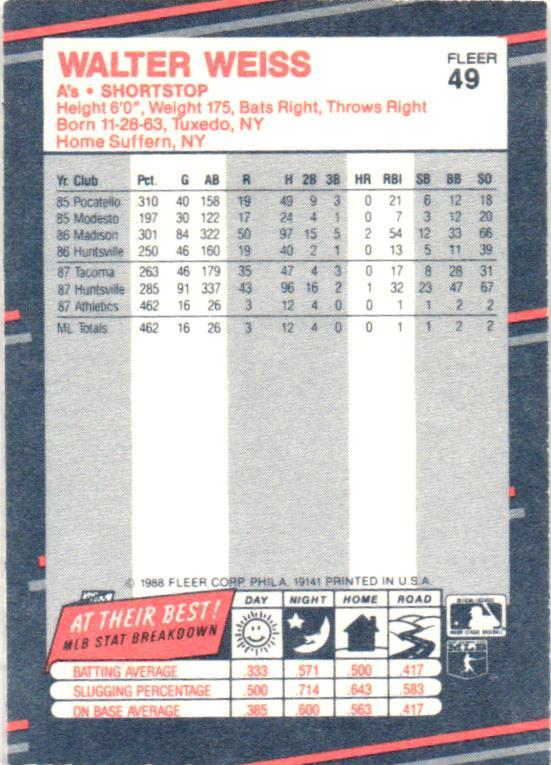 WALTER WEISS
FLEER
49
A's • SHORTSTOP
Height 6'0", Weight 175, Bats Right, Throws Right
Born 11-28-63, Tuxedo, NY
Home Suffern, NY
Yr. Club Pct. G AB R H 2B 3B HR RBI SB BB SO
85 Pocatello .310 40 158 19 49 9 3 0 21 6 12 18
85 Modesto .197 30 122 17 24 4 1 0 7 3 12 20
86 Madison .301 84 322 50 97 15 5 2 54 12 33 66
86 Huntsville .250 46 160 19 40 2 1 0 13 5 11 39
87 Tacoma .263 46 179 35 47 4 3 0 17 8 28 31
87 Huntsville .285 91 337 43 96 16 2 1 32 23 47 67
87 Athletics .462 16 26 3 12 4 0 0 1 1 2 2
ML Totals .462 16 26 3 12 4 0 0 1 1 2 2
© 1988 FLEER CORP. PHILA. 19141 PRINTED IN U.S.A.
AT THEIR BEST!
MLB STAT BREAKDOWN
DAY NIGHT HOME ROAD
BATTING AVERAGE .333 .571 .500 .417
SLUGGING PERCENTAGE .500 .714 .643 .583
ON BASE AVERAGE .385 .600 .563 .417
OFFICIAL LICENSEE
MAJOR LEAGUE BASEBALL